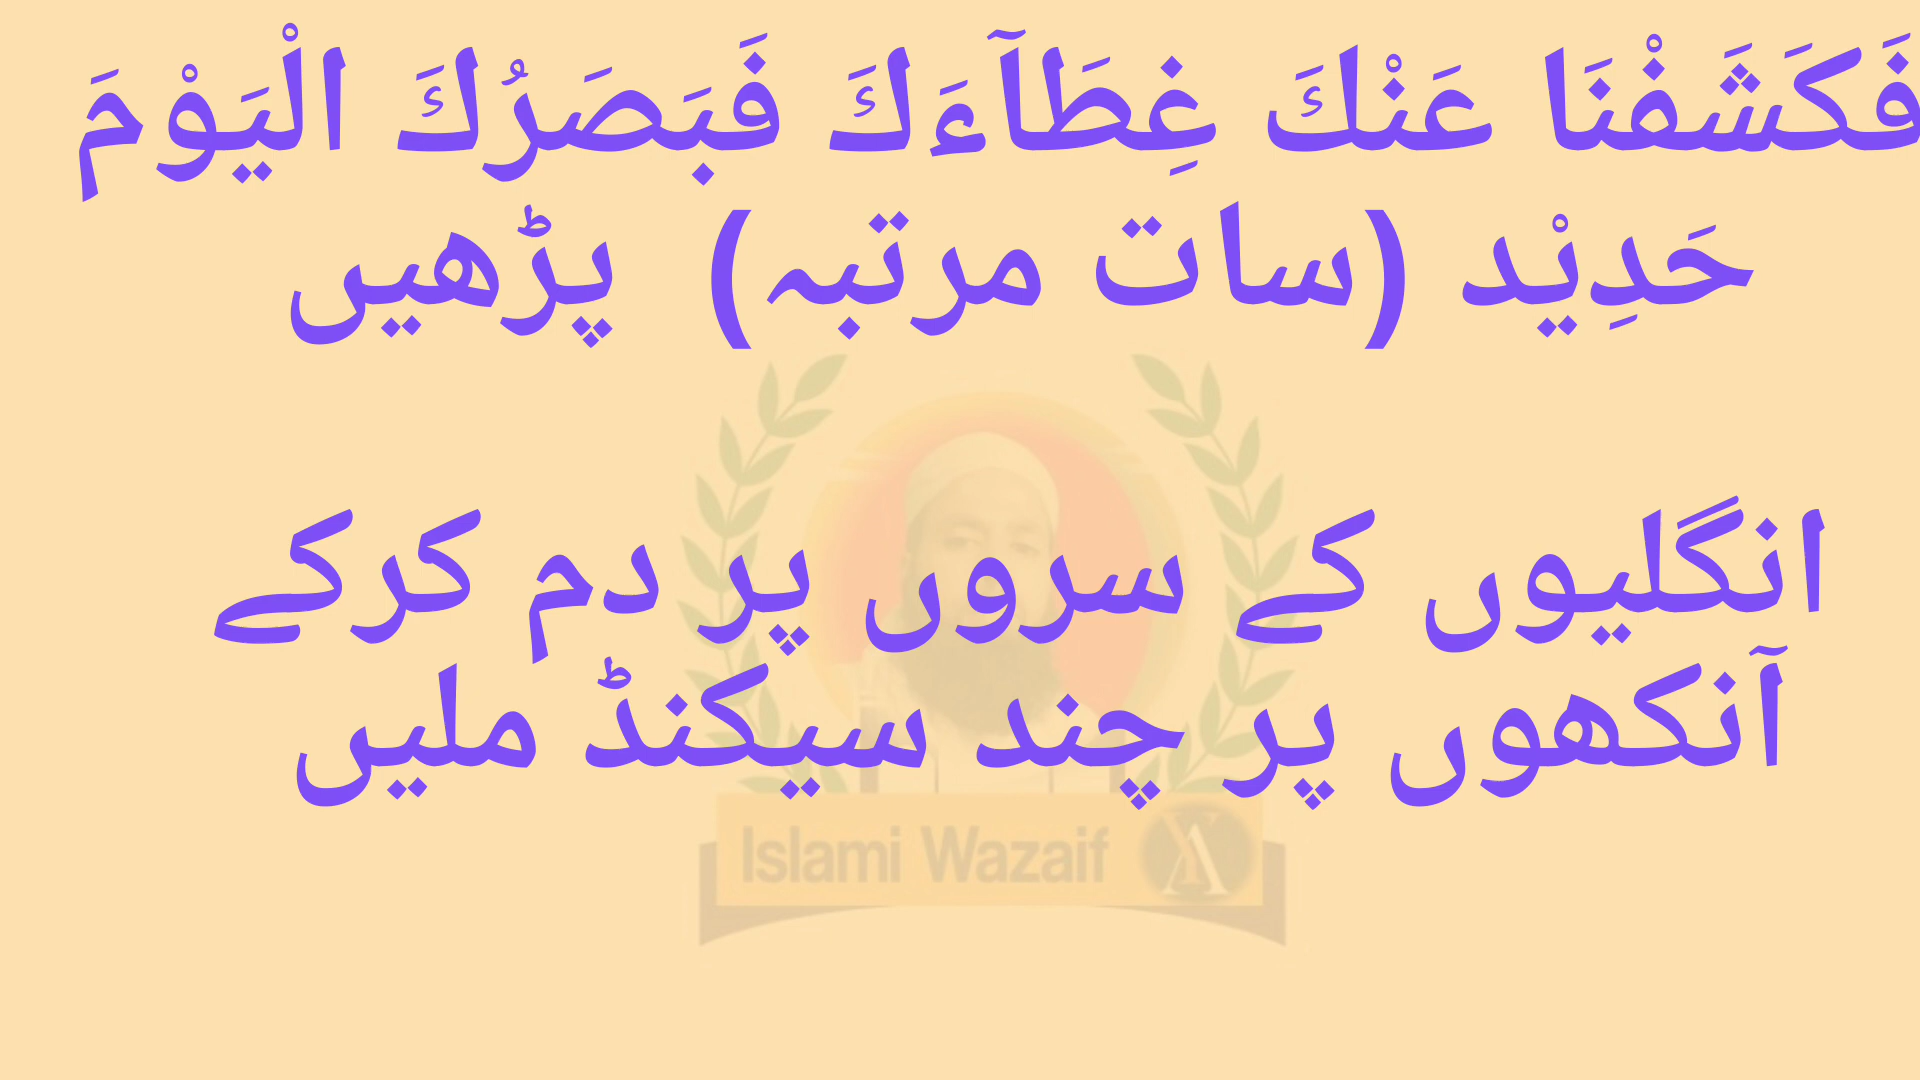 فَكَشَفْنَا عَنْكَ غِطَآءَكَ فَبَصَرُكَ الْيَوْمَ
حَدِيْد (سات مرتبہ) پڑھیں
انگلیوں کے سروں پر دم کرکے
آنکھوں پر چند سیکنڈ ملیں
Islami Wazaif